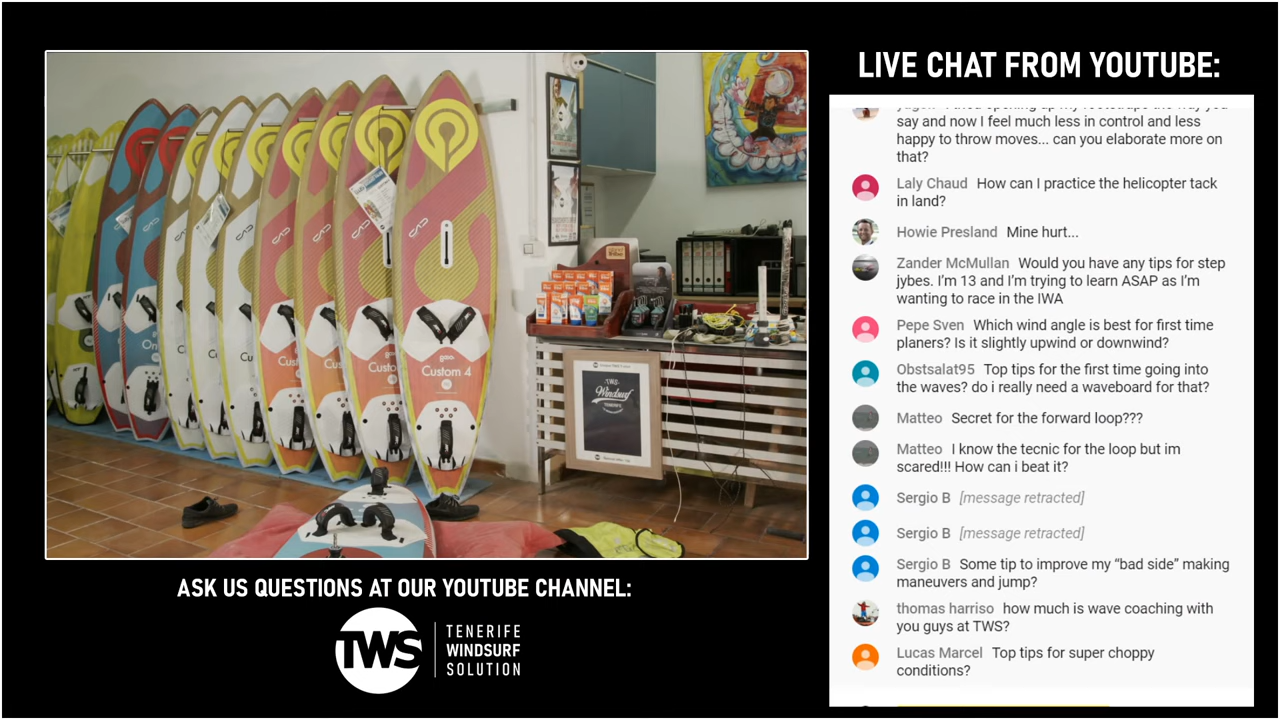 LIVE CHAT FROM YOUTUBE:
say and now I feel much less in control and less
happy to throw moves... can you elaborate more on
that?
Laly Chaud How can I practice the helicopter tack
in land?
Howie Presland Mine hurt...
Zander McMullan Would you have any tips for step
jybes. I'm 13 and I'm trying to learn ASAP as I'm
wanting to race in the IWA
Pepe Sven Which wind angle is best for first time
planers? Is it slightly upwind or downwind?
Obstsalat95 Top tips for the first time going into
the waves? do i really need a waveboard for that?
Matteo Secret for the forward loop???
Matteo I know the tecnic for the loop but im
scared!!! How can i beat it?
Sergio B [message retracted]
Sergio B [message retracted]
Sergio B Some tip to improve my “bad side” making
maneuvers and jump?
thomas harriso how much is wave coaching with
you guys at TWS?
Lucas Marcel Top tips for super choppy
conditions?
goya
Custom 4
Custo
Custo
Custo
TWS
Windsurf
ASK US QUESTIONS AT OUR YOUTUBE CHANNEL:
TWS
TENERIFE
WINDSURF
SOLUTION